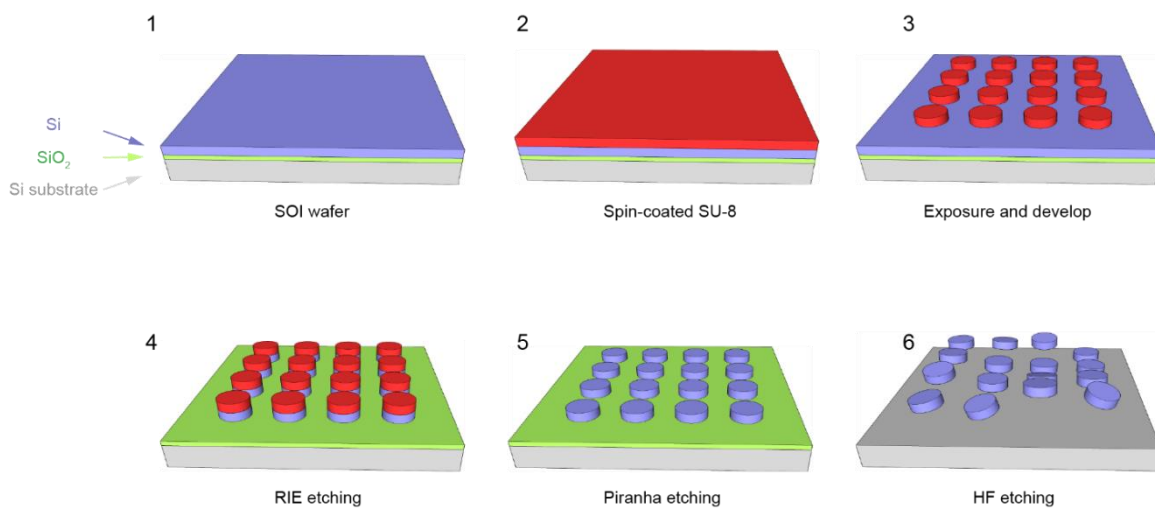 1
2
3
Si
SiO₂
Si substrate
SOI wafer
Spin-coated SU-8
Exposure and develop
4
5
6
RIE etching
Piranha etching
HF etching